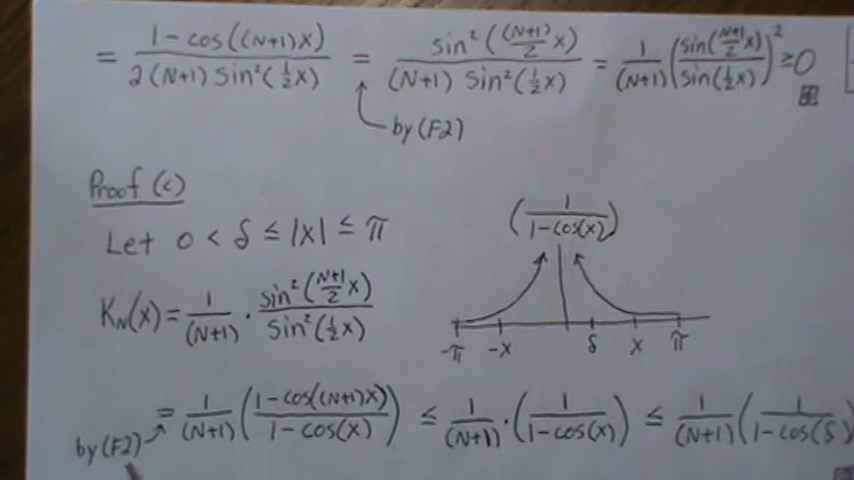 = (1 - cos((N+1)x)) / (2(N+1) sin²(½x)) = sin²((N+1)/2 x) / ((N+1) sin²(½x)) = 1/(N+1) (sin((N+1)/2 x) / sin(½x))² ≥ 0
by (F2)
Proof (c)
Let 0 < δ ≤ |x| ≤ π
(1 / (1 - cos(x)))
K_N(x) = 1/(N+1) · sin²((N+1)/2 x) / sin²(½x)
-π -x δ x π
= 1/(N+1) ((1 - cos((N+1)x)) / (1 - cos(x))) ≤ 1/(N+1) · (1 / (1 - cos(x))) ≤ 1/(N+1) (1 / (1 - cos(δ)
by (F2)